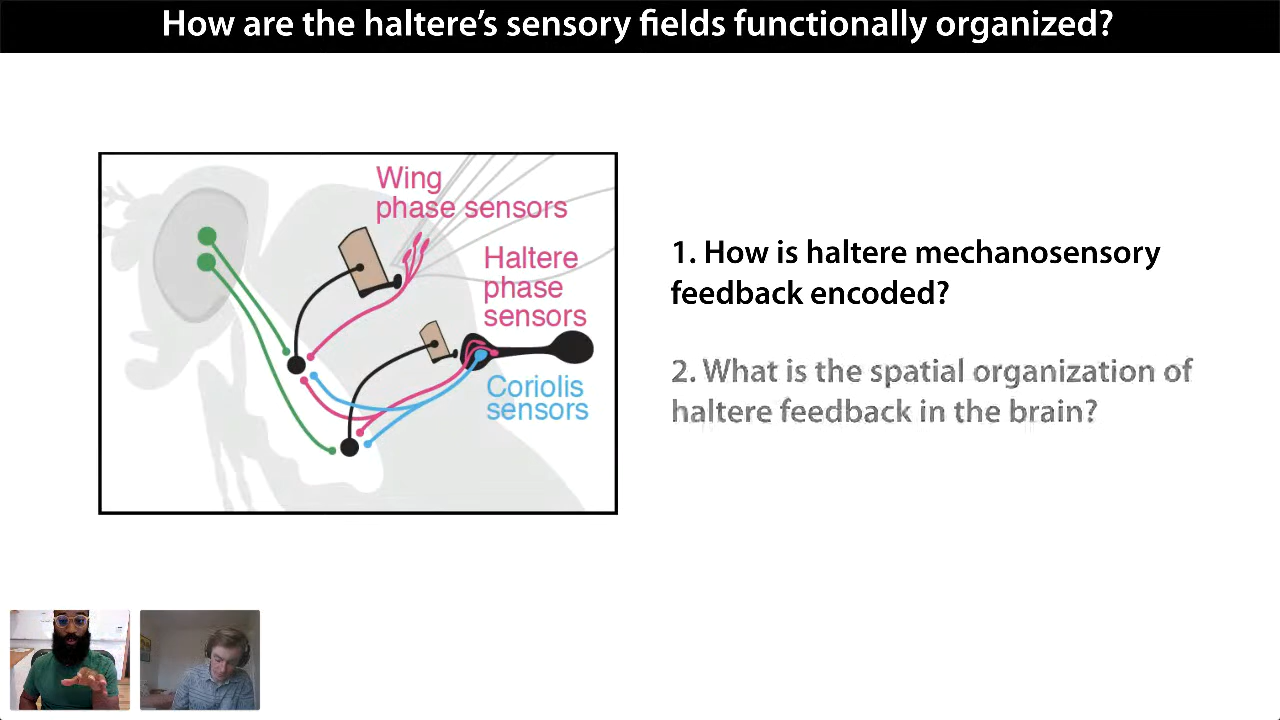 How are the haltere's sensory fields functionally organized?
Wing
phase sensors
Haltere
phase
sensors
Coriolis
sensors
1. How is haltere mechanosensory
feedback encoded?
2. What is the spatial organization of
haltere feedback in the brain?